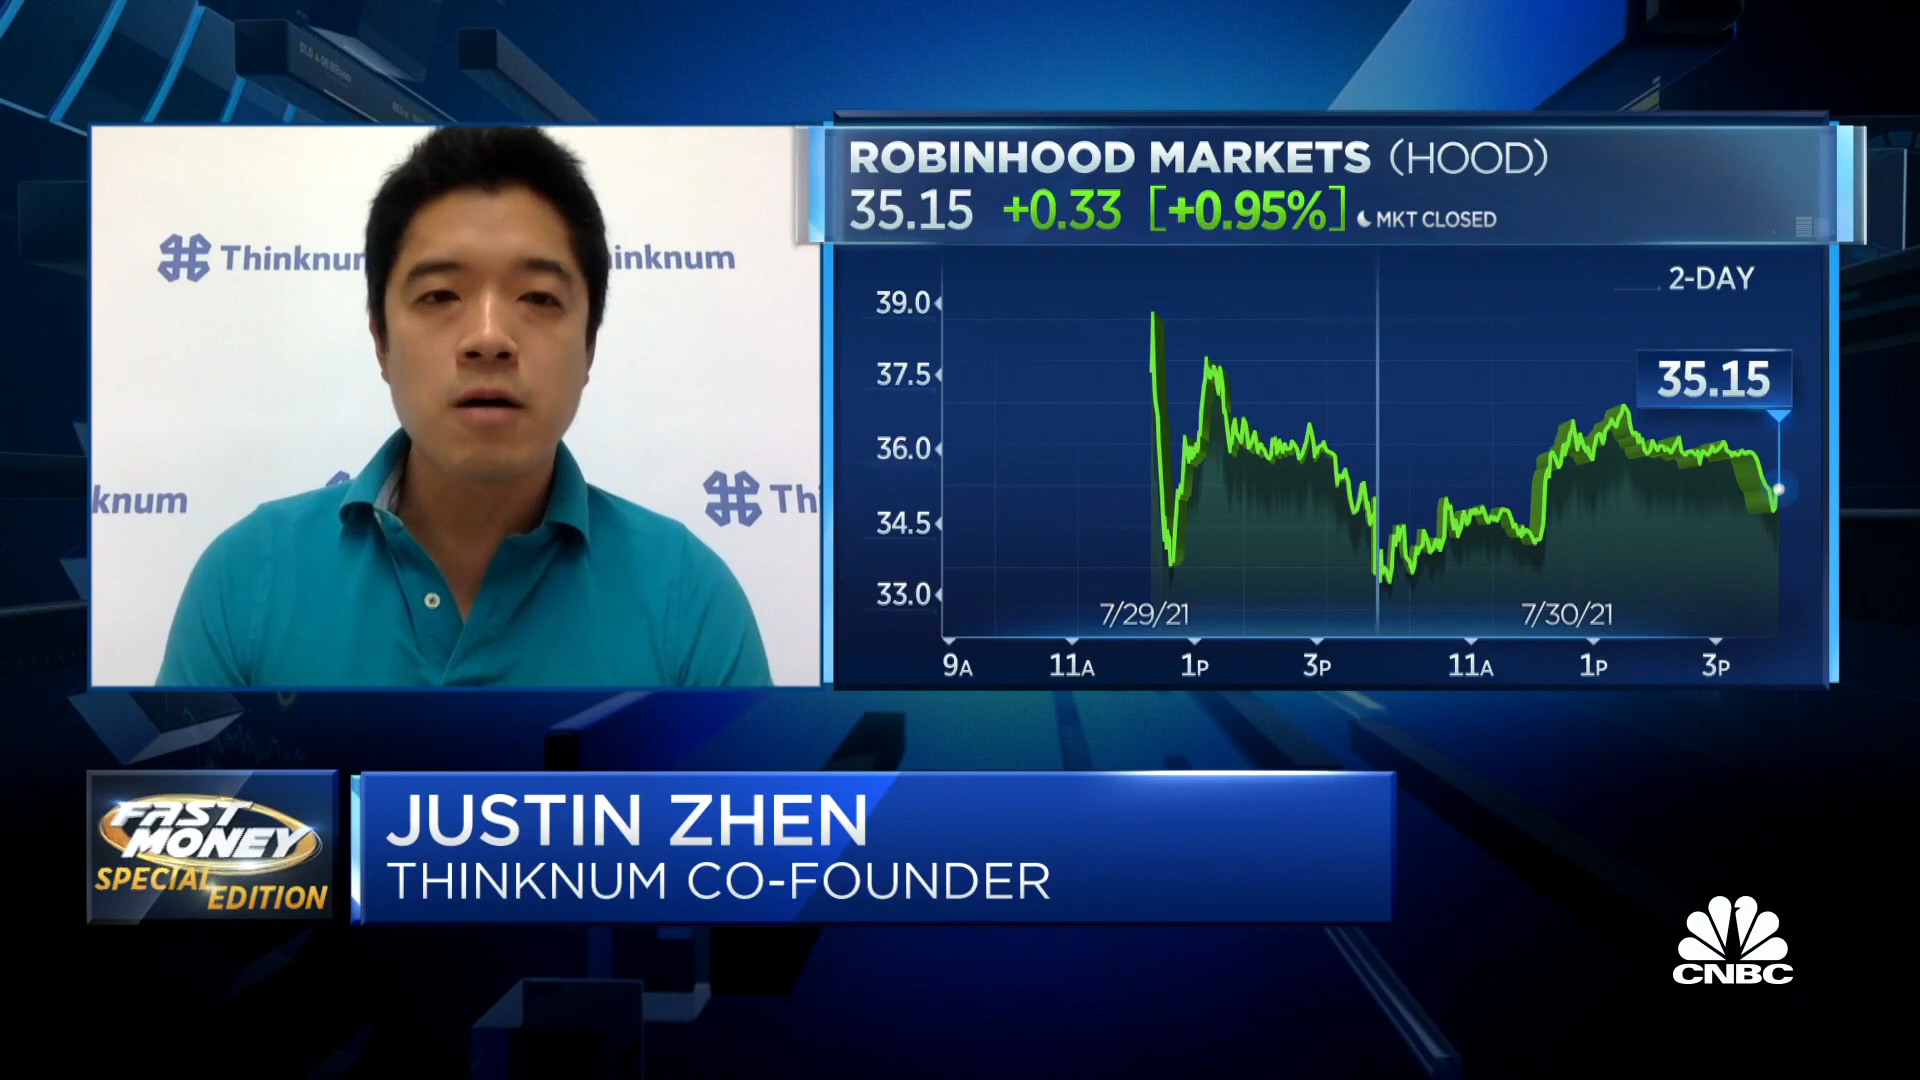 Thinknum
inknum
knum
Th
ROBINHOOD MARKETS (HOOD)
35.15 +0.33 [+0.95%] MKT CLOSED
2-DAY
39.0
37.5
36.0
34.5
33.0
35.15
7/29/21
7/30/21
9A 11A 1P 3P 11A 1P 3P
FAST
MONEY
SPECIAL
EDITION
JUSTIN ZHEN
THINKNUM CO-FOUNDER
CNBC